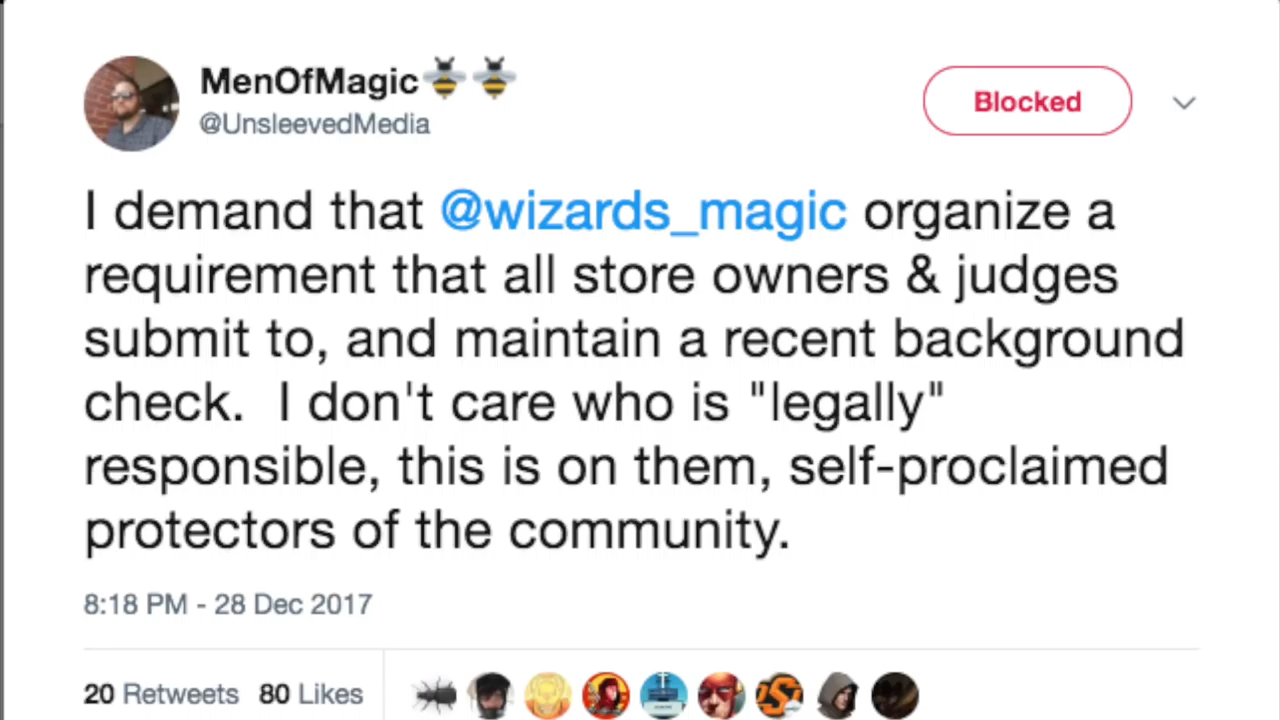 MenOfMagic🐝🐝
@UnsleevedMedia
Blocked
I demand that @wizards_magic organize a
requirement that all store owners & judges
submit to, and maintain a recent background
check.  I don't care who is "legally"
responsible, this is on them, self-proclaimed
protectors of the community.
8:18 PM - 28 Dec 2017
20 Retweets 80 Likes